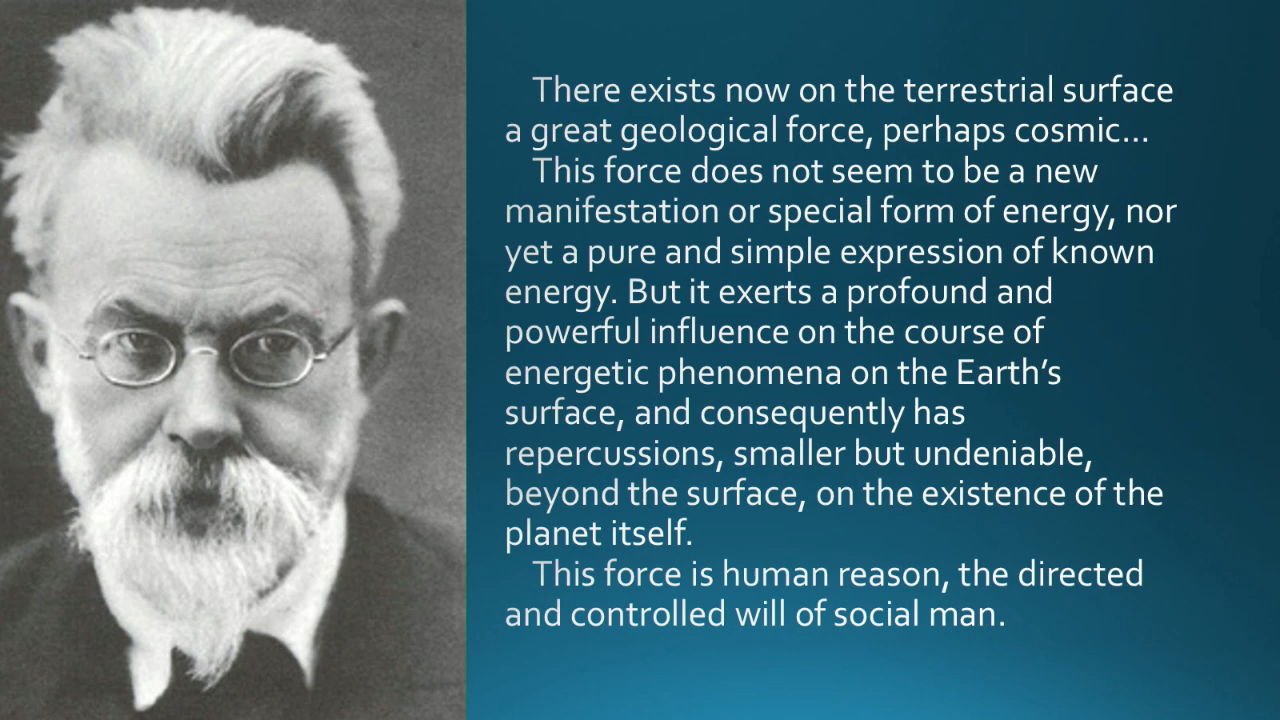 There exists now on the terrestrial surface
a great geological force, perhaps cosmic...
This force does not seem to be a new
manifestation or special form of energy, nor
yet a pure and simple expression of known
energy. But it exerts a profound and
powerful influence on the course of
energetic phenomena on the Earth’s
surface, and consequently has
repercussions, smaller but undeniable,
beyond the surface, on the existence of the
planet itself.
This force is human reason, the directed
and controlled will of social man.